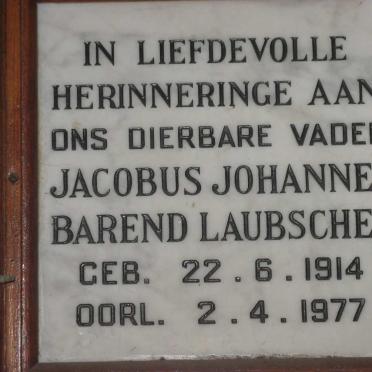 IN LIEFDEVOLLE
HERINNERINGE AAN
ONS DIERBARE VADE
JACOBUS JOHANNE
BAREND LAUBSCHE
GEB. 22.6.1914
OORL. 2.4.1977